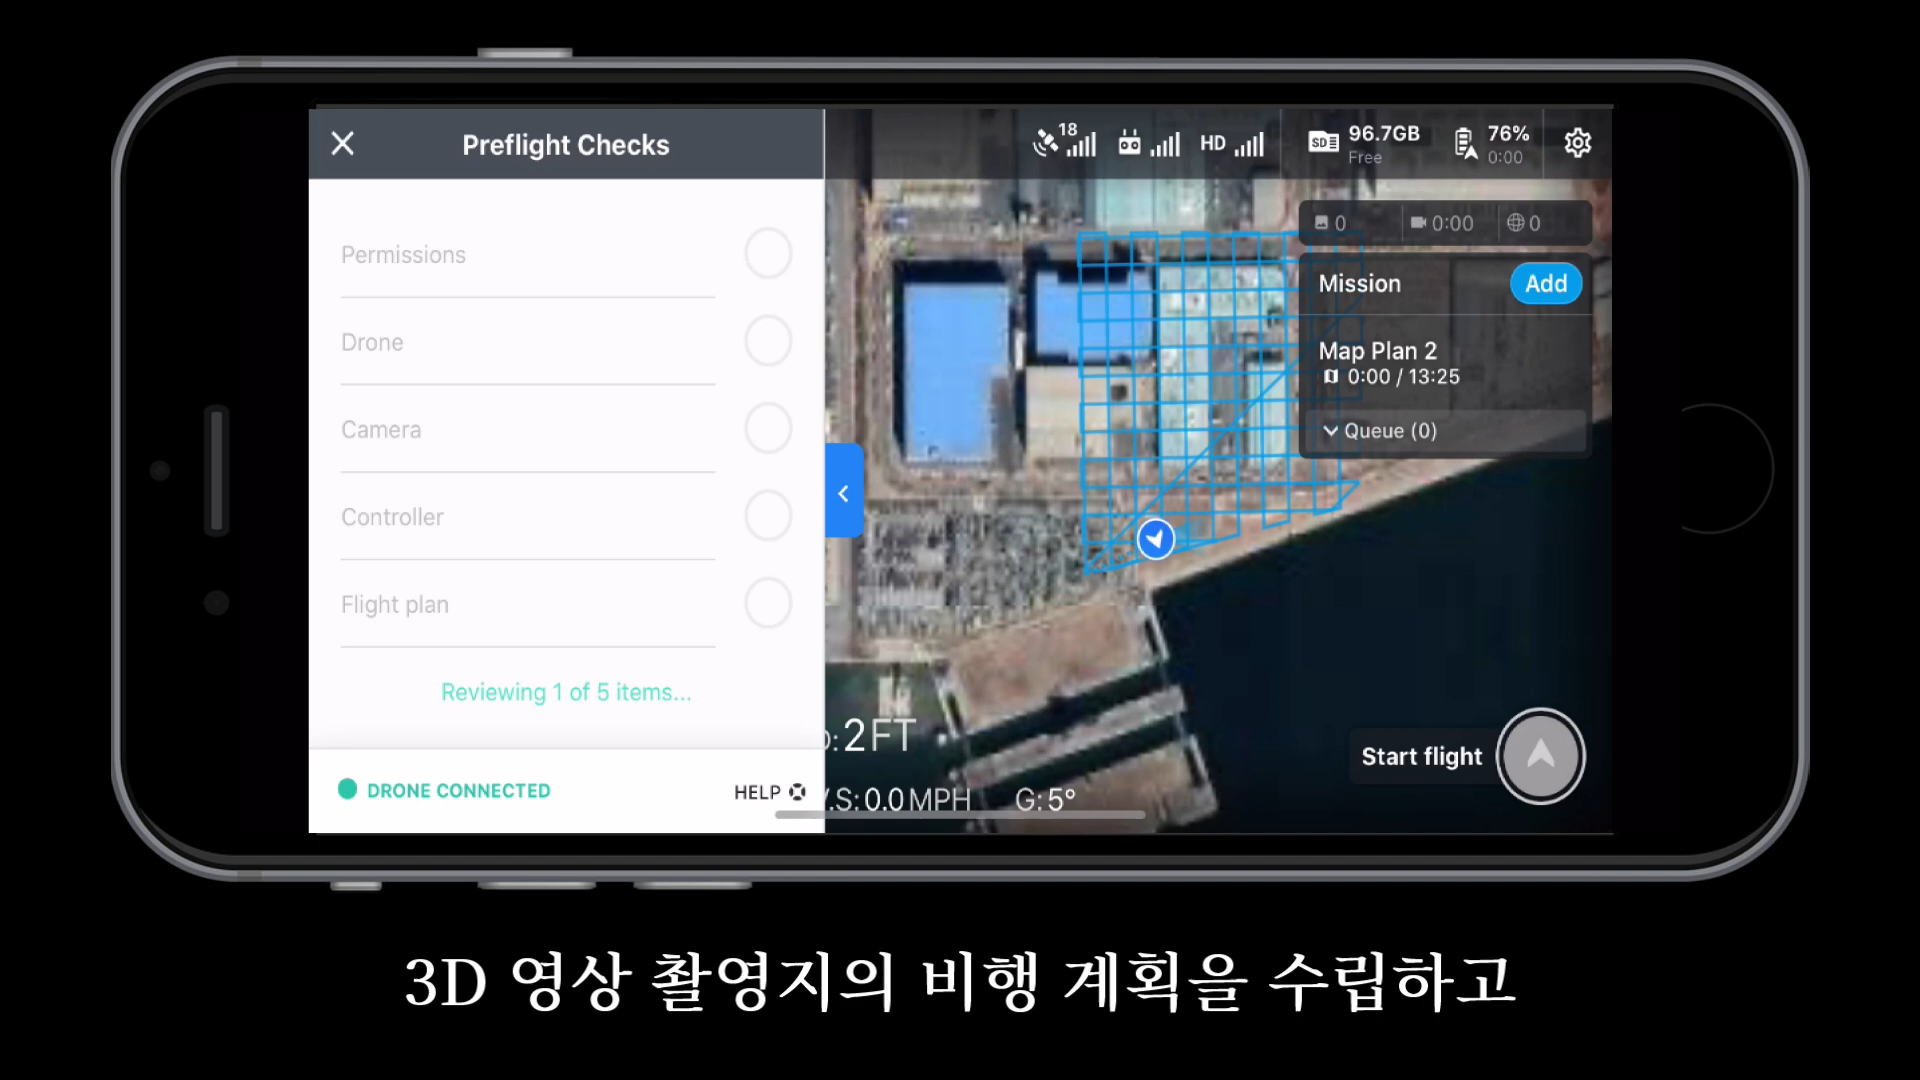 Preflight Checks
Permissions
Drone
Camera
Controller
Flight plan
Reviewing 1 of 5 items...
DRONE CONNECTED
HELP
18
HD
SD
96.7GB
Free
76%
0:00
0
0:00
0
Mission
Add
Map Plan 2
0:00 / 13:25
Queue (0)
:2FT
.S:0.0MPH
G:5°
Start flight
3D 영상 촬영지의 비행 계획을 수립하고